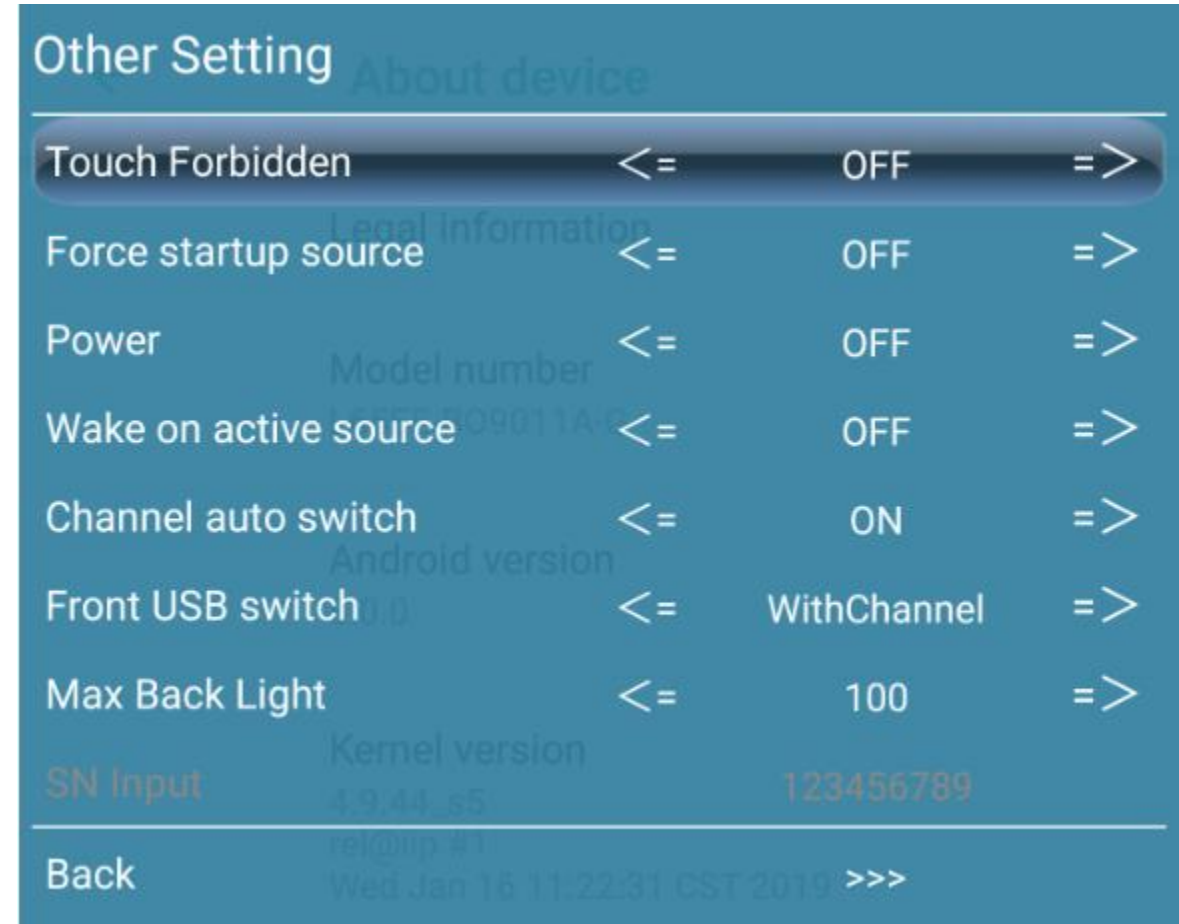 Other Setting
About device
Touch Forbidden <= OFF =>
Legal information
Force startup source <= OFF =>
Power <= OFF =>
Model number
Wake on active source <= OFF =>
Channel auto switch <= ON =>
Android version
Front USB switch <= WithChannel =>
Max Back Light <= 100 =>
Kernel version
SN Input 123456789
4.9.44_s5
Back >>>
Wed Jan 16 11:22:31 CST 2019